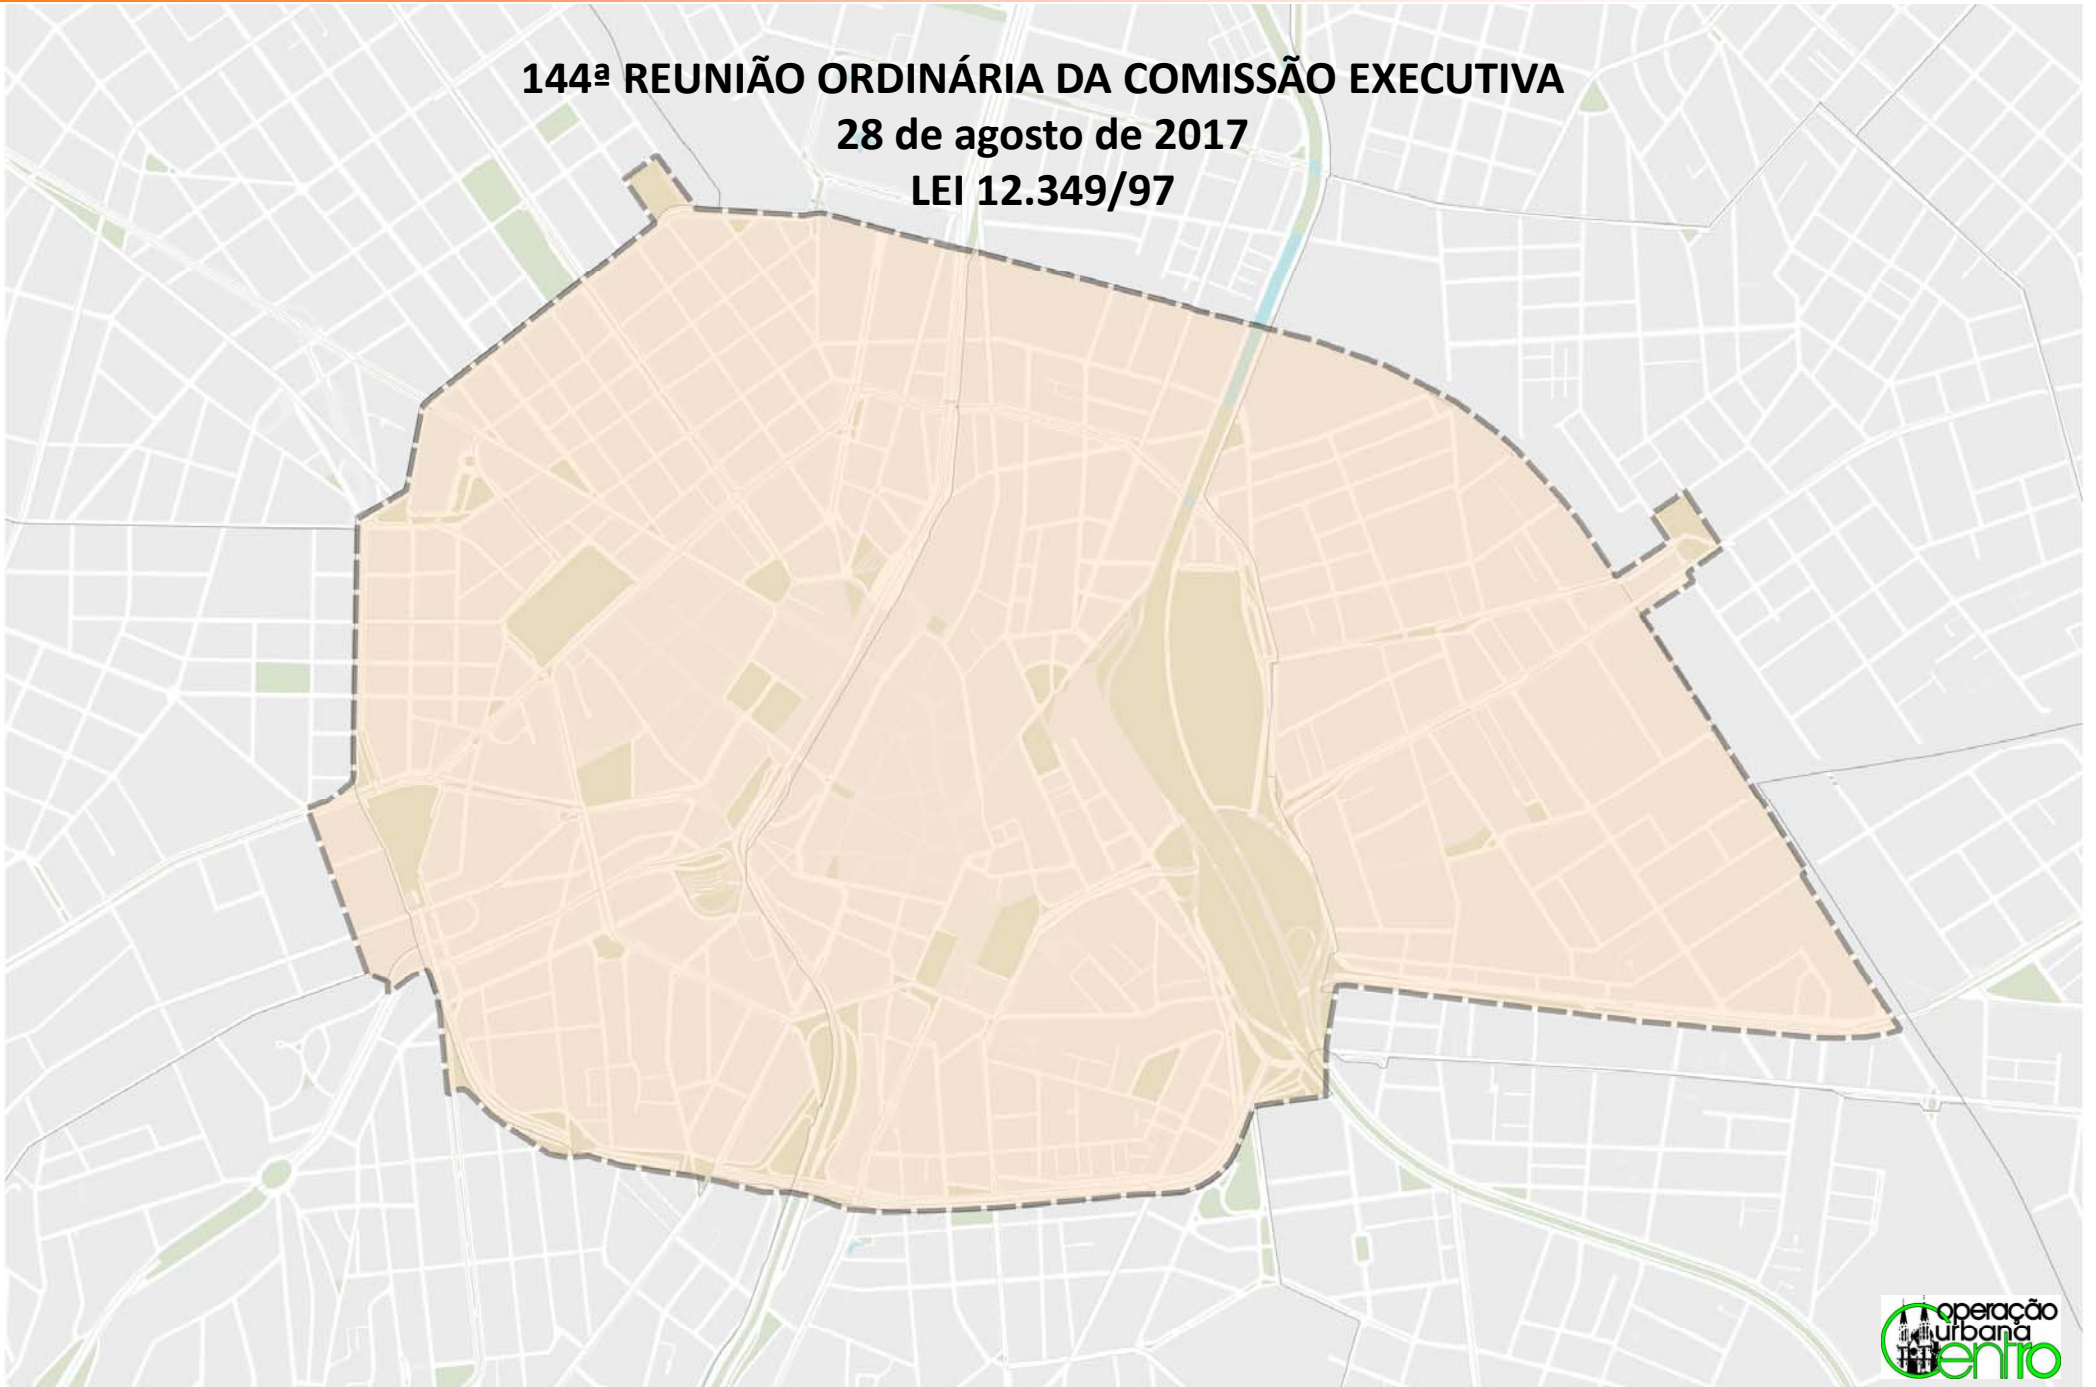 144ª REUNIÃO ORDINÁRIA DA COMISSÃO EXECUTIVA
28 de agosto de 2017
LEI 12.349/97
operação
urbana
Centro